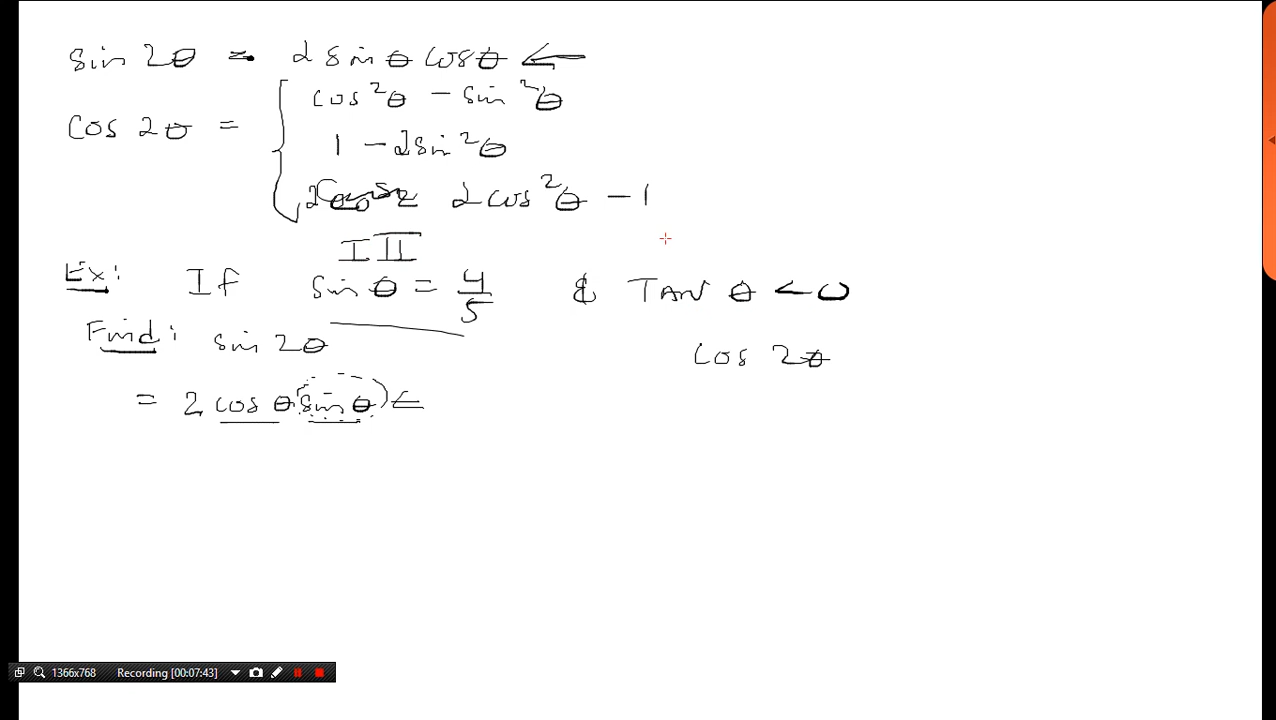 sin 2θ = 2 sin θ cos θ ←
cos 2θ = { cos²θ − sin²θ
1 − 2sin²θ
2cos²θ − 1
I II
Ex: If sin θ = 4/5 & TAN θ < 0
Find: sin 2θ cos 2θ
= 2 cos θ (sin θ) ←
1366x768 Recording [00:07:43]